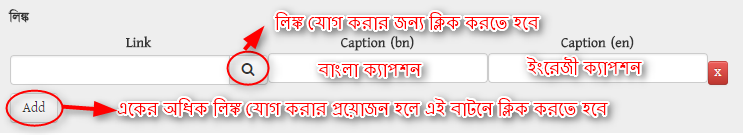 লিঙ্ক
লিঙ্ক যোগ করার জন্য ক্লিক করতে হবে
Link Caption (bn) Caption (en)
বাংলা ক্যাপশন ইংরেজী ক্যাপশন x
Add একের অধিক লিঙ্ক যোগ করার প্রয়োজন হলে এই বাটনে ক্লিক করতে হবে